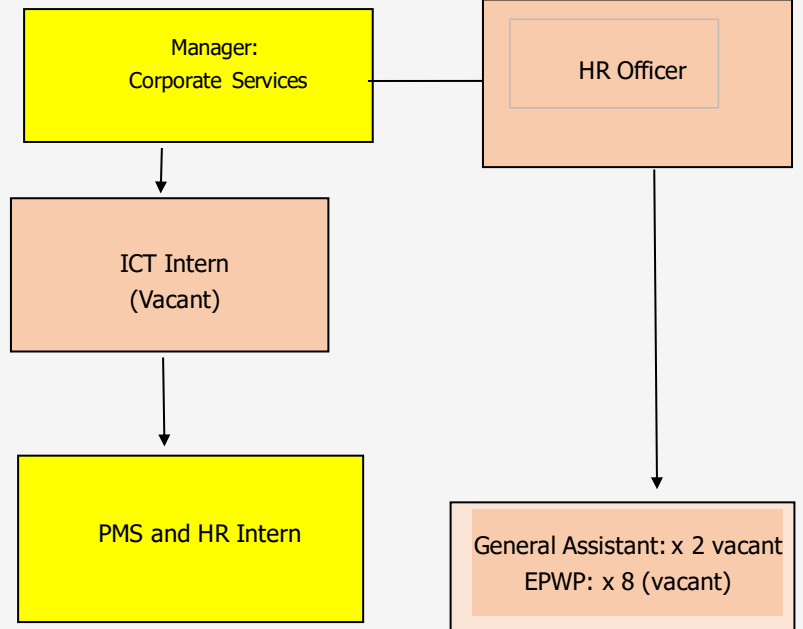 Manager:
Corporate Services
HR Officer
ICT Intern
(Vacant)
PMS and HR Intern
General Assistant: x 2 vacant
EPWP: x 8 (vacant)